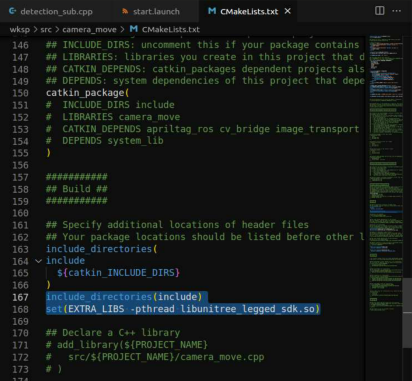 detection_sub.cpp
start.launch
M CMakeLists.txt ×
wksp > src > camera_move > M CMakeLists.txt
146 ## INCLUDE_DIRS: uncomment this if your package contains
147 ## LIBRARIES: libraries you create in this project that d
148 ## CATKIN_DEPENDS: catkin_packages dependent projects als
149 ## DEPENDS: system dependencies of this project that depe
150 catkin_package(
151 # INCLUDE_DIRS include
152 # LIBRARIES camera_move
153 # CATKIN_DEPENDS apriltag_ros cv_bridge image_transport
154 # DEPENDS system_lib
155 )
156
157 ###########
158 ## Build ##
159 ###########
160
161 ## Specify additional locations of header files
162 ## Your package locations should be listed before other l
163 include_directories(
164 include
165 ${catkin_INCLUDE_DIRS}
166 )
167 include_directories(include)
168 set(EXTRA_LIBS -pthread libunitree_legged_sdk.so)
169
170 ## Declare a C++ library
171 # add_library(${PROJECT_NAME}
172 # src/${PROJECT_NAME}/camera_move.cpp
173 # )